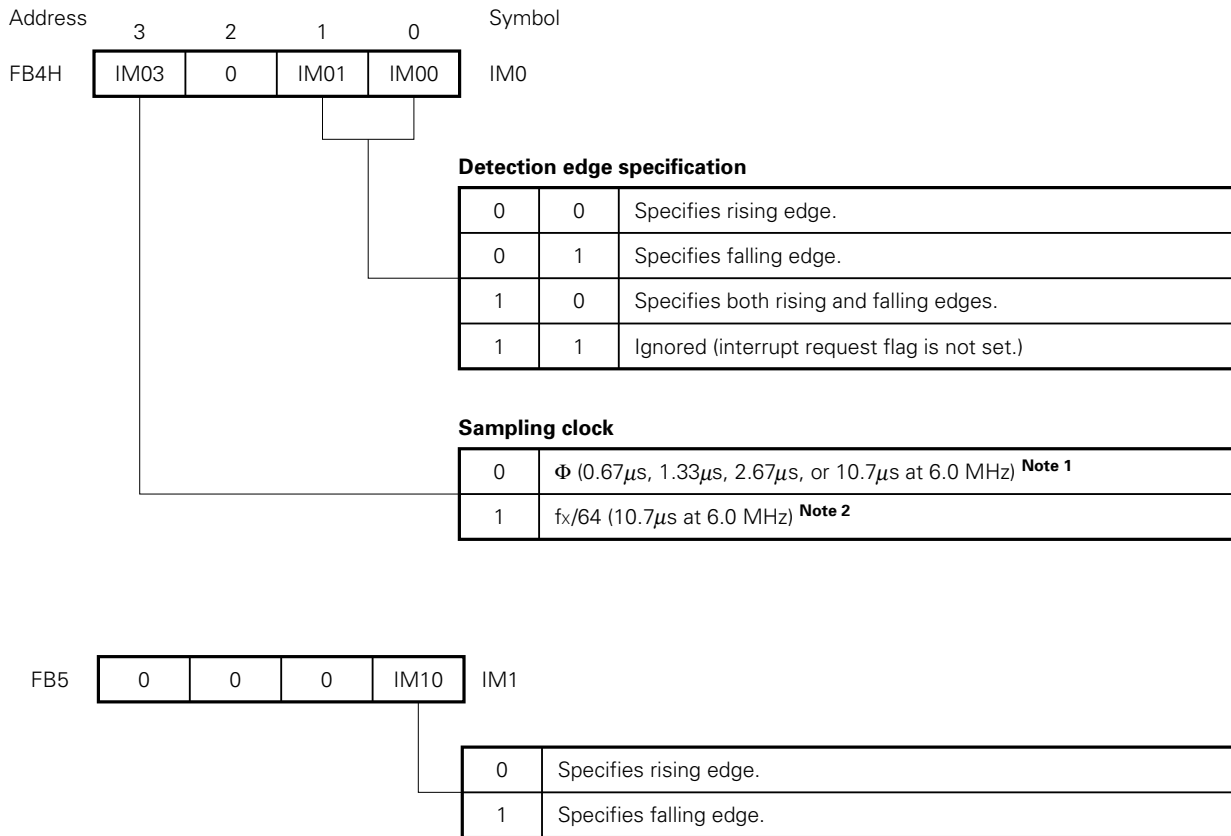 Address 3 2 1 0 Symbol
FB4H IM03 0 IM01 IM00 IM0
Detection edge specification
0 0 Specifies rising edge.
0 1 Specifies falling edge.
1 0 Specifies both rising and falling edges.
1 1 Ignored (interrupt request flag is not set.)
Sampling clock
0 Φ (0.67μs, 1.33μs, 2.67μs, or 10.7μs at 6.0 MHz) Note 1
1 fx/64 (10.7μs at 6.0 MHz) Note 2
FB5 0 0 0 IM10 IM1
0 Specifies rising edge.
1 Specifies falling edge.